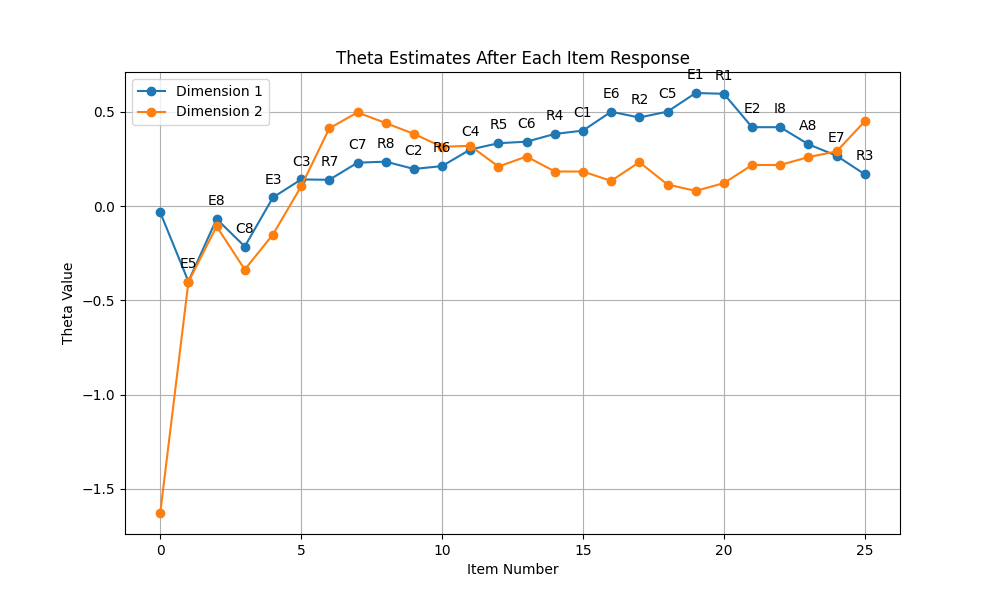 Theta Estimates After Each Item Response
Dimension 1
Dimension 2
E5
E8
C8
E3
C3
R7
C7
R8
C2
R6
C4
R5
C6
R4
C1
E6
R2
C5
E1
R1
E2
I8
A8
E7
R3
0.5
0.0
−0.5
−1.0
−1.5
Theta Value
0 5 10 15 20 25
Item Number